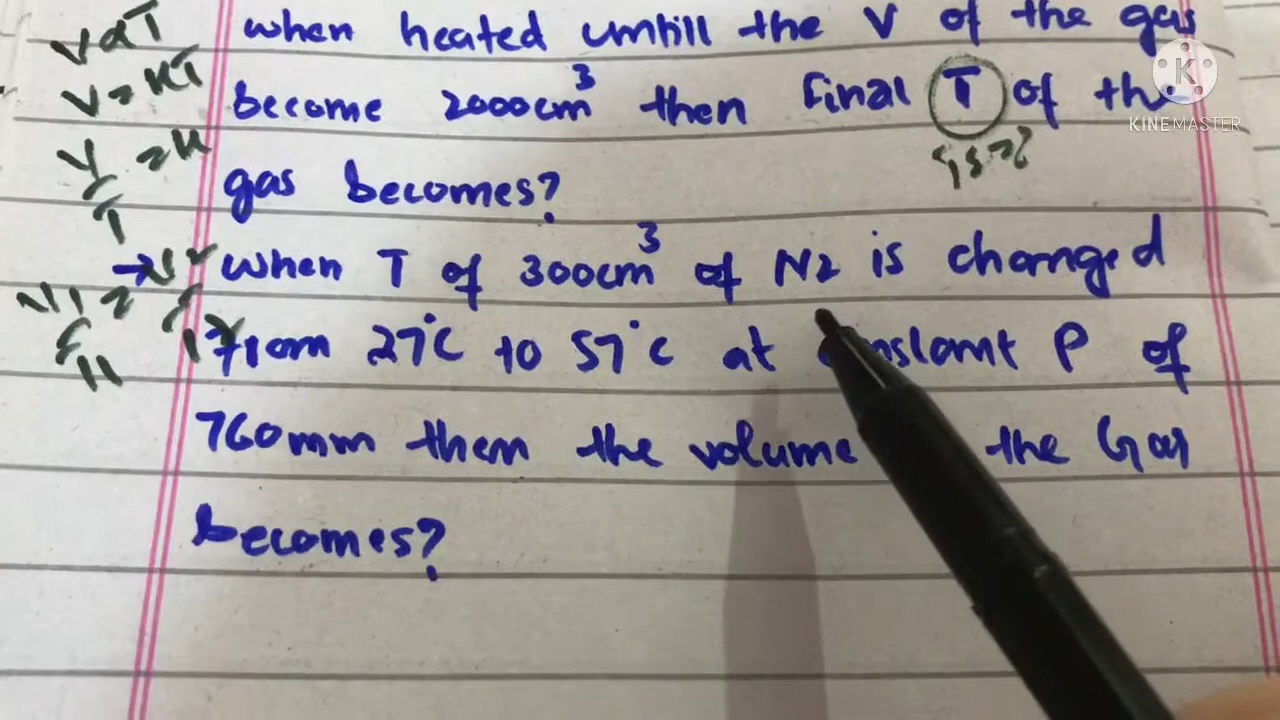 V α T
when heated untill the V of the gas
V = KT
become 2000cm³ then final T of the
KINEMASTER
V/T = K
is = ?
gas becomes?
→ when T of 300cm³ of N2 is changed
from 27°C to 57°C at constant P of
760mm then the volume the Gas
becomes?